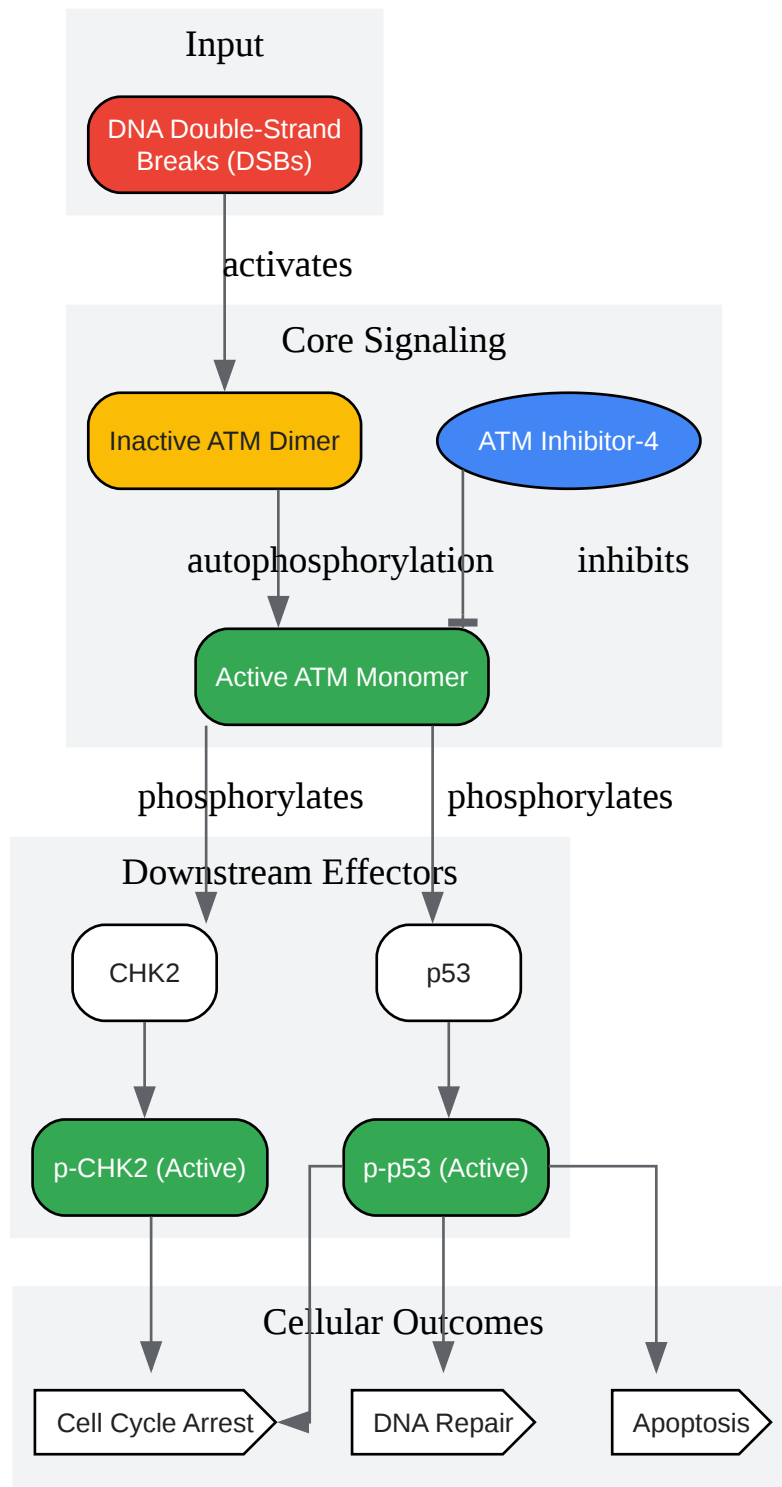 Input
DNA Double-Strand
Breaks (DSBs)
activates
Core Signaling
Inactive ATM Dimer
ATM Inhibitor-4
autophosphorylation
inhibits
Active ATM Monomer
phosphorylates
phosphorylates
Downstream Effectors
CHK2
p53
p-CHK2 (Active)
p-p53 (Active)
Cellular Outcomes
Cell Cycle Arrest
DNA Repair
Apoptosis